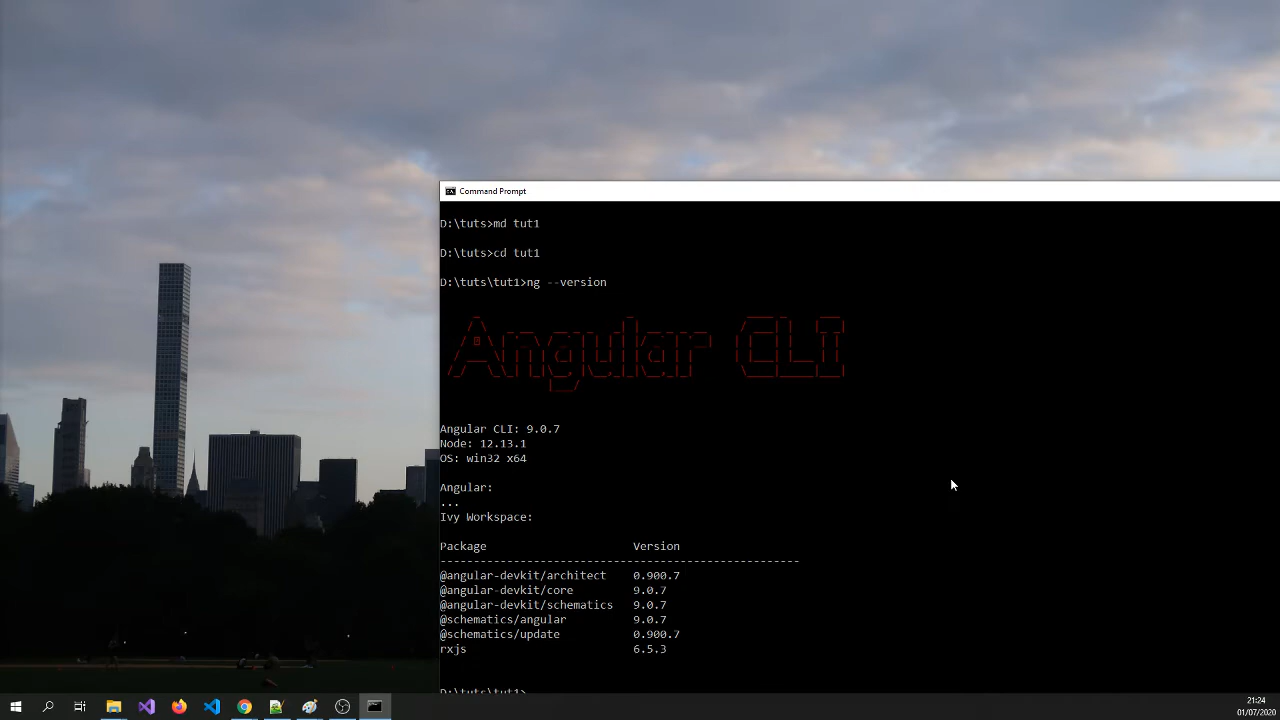 Command Prompt
D:\tuts>md tut1
D:\tuts>cd tut1
D:\tuts\tut1>ng --version
Angular CLI
Angular CLI: 9.0.7
Node: 12.13.1
OS: win32 x64
Angular:
...
Ivy Workspace:
Package Version
-------------------------------------------------------
@angular-devkit/architect 0.900.7
@angular-devkit/core 9.0.7
@angular-devkit/schematics 9.0.7
@schematics/angular 9.0.7
@schematics/update 0.900.7
rxjs 6.5.3
D:\tuts\tut1>
21:24
01/07/2020